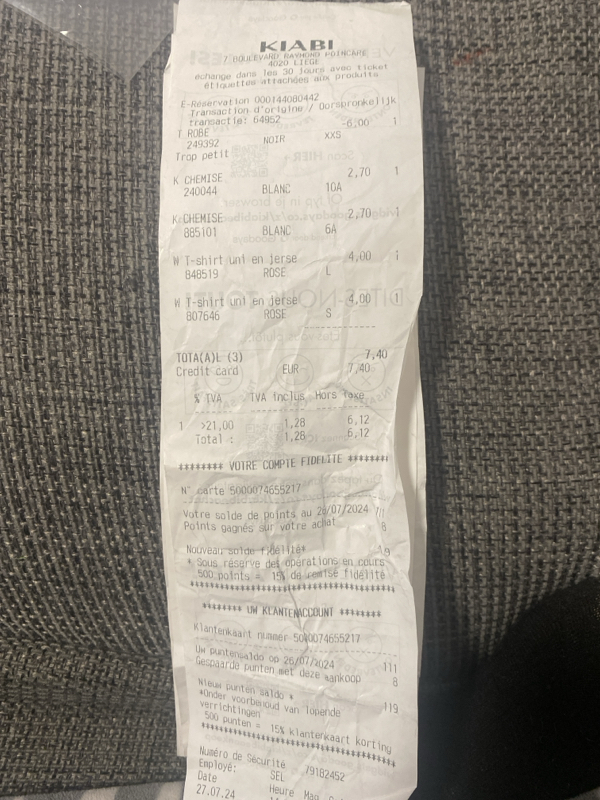 KIABI
7 BOULEVARD RAYMOND POINCARE
4020 LIEGE
échange dans les 30 jours avec ticket
étiquettes attachées aux produits
E-Réservation 000144080442
Transaction d'origine / Oorspronkelijk
transactie: 64952
-6,00 1
T ROBE
249392 NOIR XXS
Trop petit
K CHEMISE 2,70 1
240044 BLANC 10A
K CHEMISE 2,70 1
885101 BLANC 6A
W T-shirt uni en jerse 4,00 1
848519 ROSE L
W T-shirt uni en jerse 4,00 1
807646 ROSE S
TOTA(A)L (3) 7,40
Credit card EUR 7,40
% TVA TVA inclus Hors Taxe
1 >21,00 1,28 6,12
Total : 1,28 6,12
******** VOTRE COMPTE FIDELITE ********
N° carte 5000074655217
Votre solde de points au 26/07/2024
Points gagnés sur votre achat 8
Nouveau solde fidélité*
* Sous réserve des opérations en cours
500 points = 15% de remise fidélité
******** UW KLANTENACCOUNT ********
Klantenkaart nummer 5000074655217
Uw puntensaldo op 26/07/2024 111
Gespaarde punten met deze aankoop 8
Nieuw punten saldo * 119
*Onder voorbehoud van lopende
verrichtingen
500 punten = 15% klantenkaart korting
Numéro de Sécurité 79182452
Employé: SEL
Date Heure Mag
27.07.24